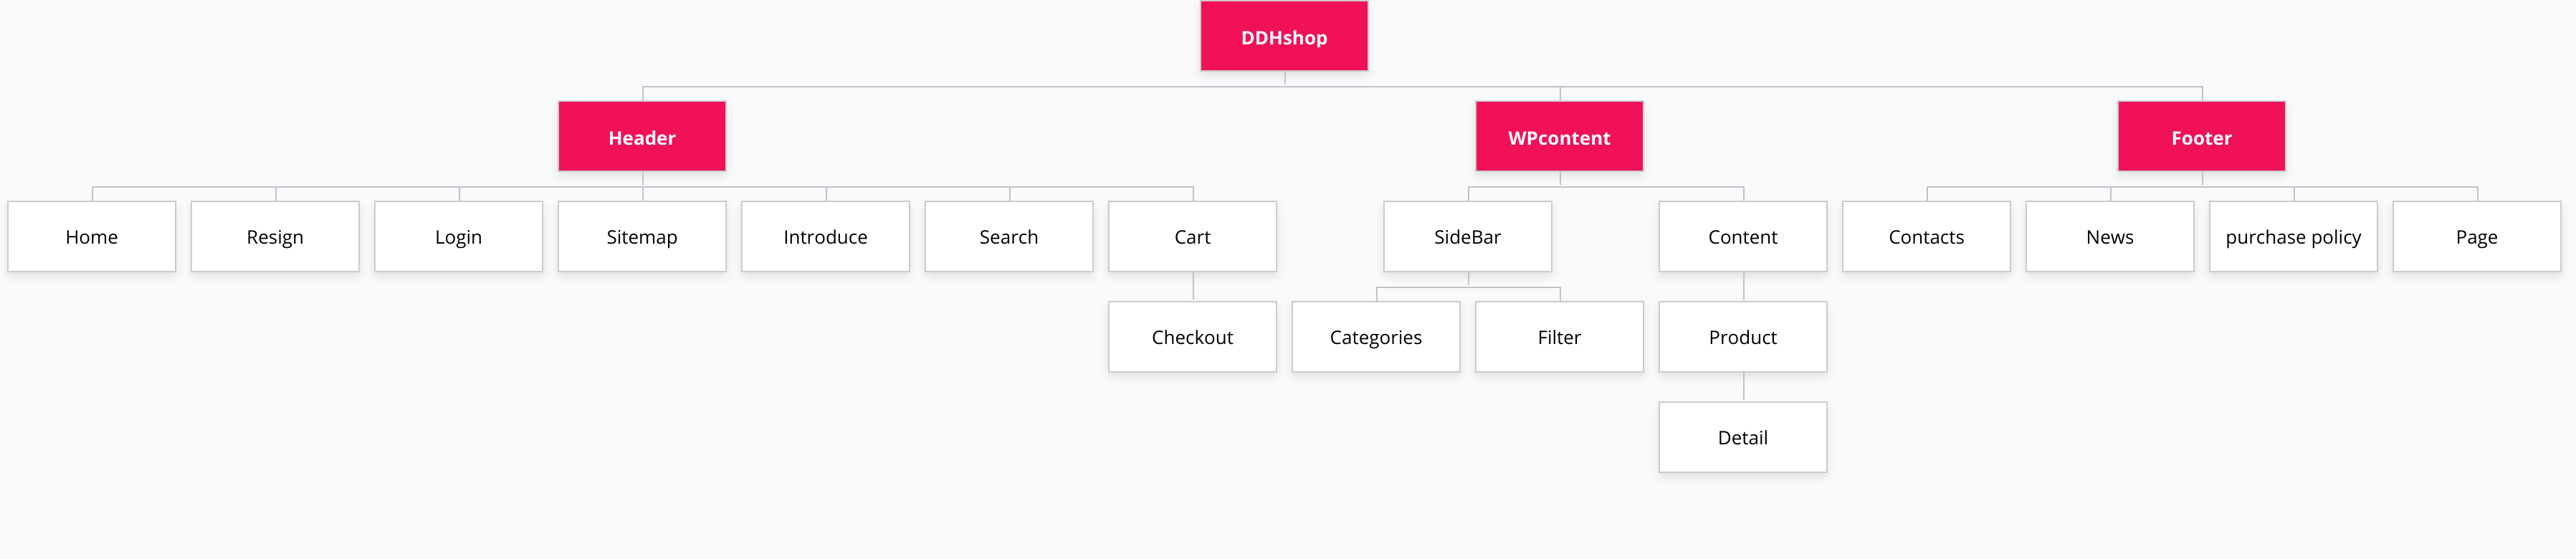 DDHshop
Header
WPcontent
Footer
Home
Resign
Login
Sitemap
Introduce
Search
Cart
SideBar
Content
Contacts
News
purchase policy
Page
Checkout
Categories
Filter
Product
Detail